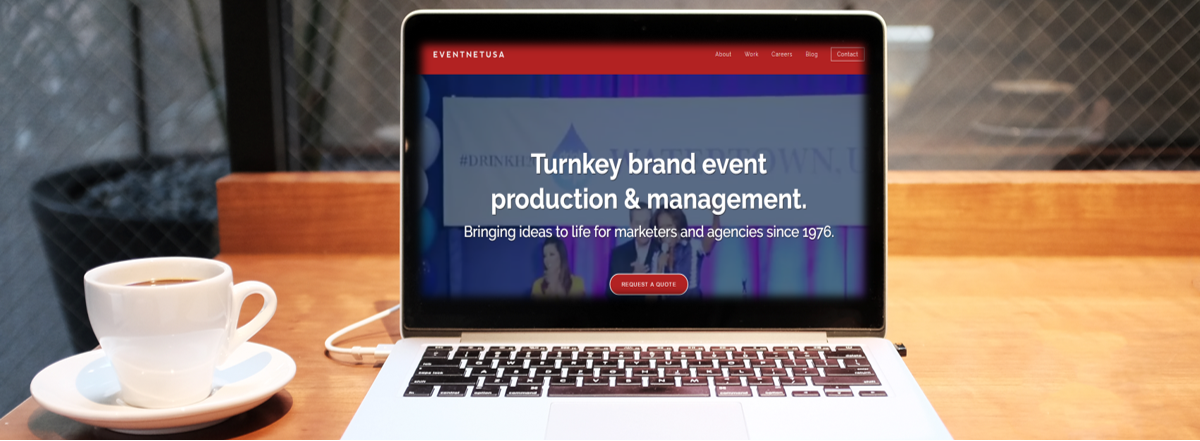 EVENTNETUSA
About Work Careers Blog Contact
#DRINKH
WATERTOWN.U
Turnkey brand event
production & management.
Bringing ideas to life for marketers and agencies since 1976.
REQUEST A QUOTE